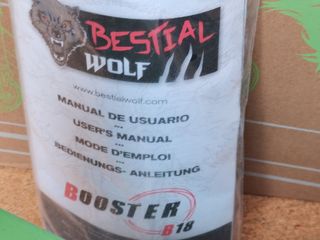 BESTIAL
WOLF
www.bestialwolf.com
MANUAL DE USUARIO
...
USER'S MANUAL
...
MODE D'EMPLOI
...
BEDIENUNGS- ANLEITUNG
BOOSTER
B18